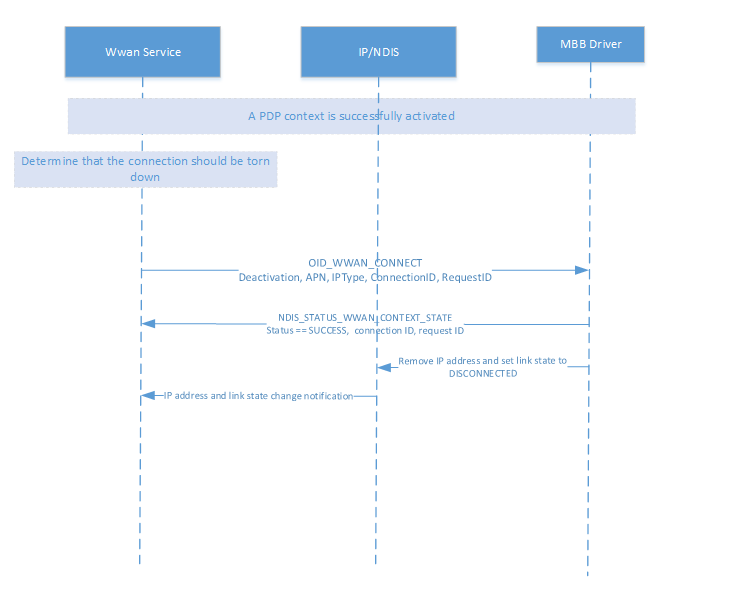 Wwan Service
IP/NDIS
MBB Driver
A PDP context is successfully activated
Determine that the connection should be torn
down
OID_WWAN_CONNECT
Deactivation, APN, IPType, ConnectionID, RequestID
NDIS_STATUS_WWAN_CONTEXT_STATE
Status == SUCCESS, connection ID, request ID
Remove IP address and set link state to
DISCONNECTED
IP address and link state change notification